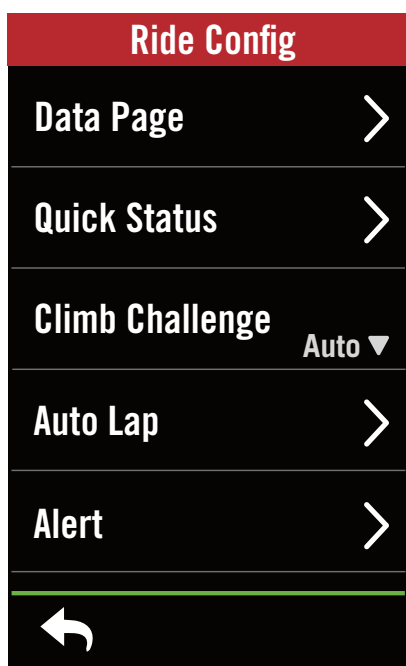 Ride Config
Data Page
Quick Status
Climb Challenge
Auto
Auto Lap
Alert